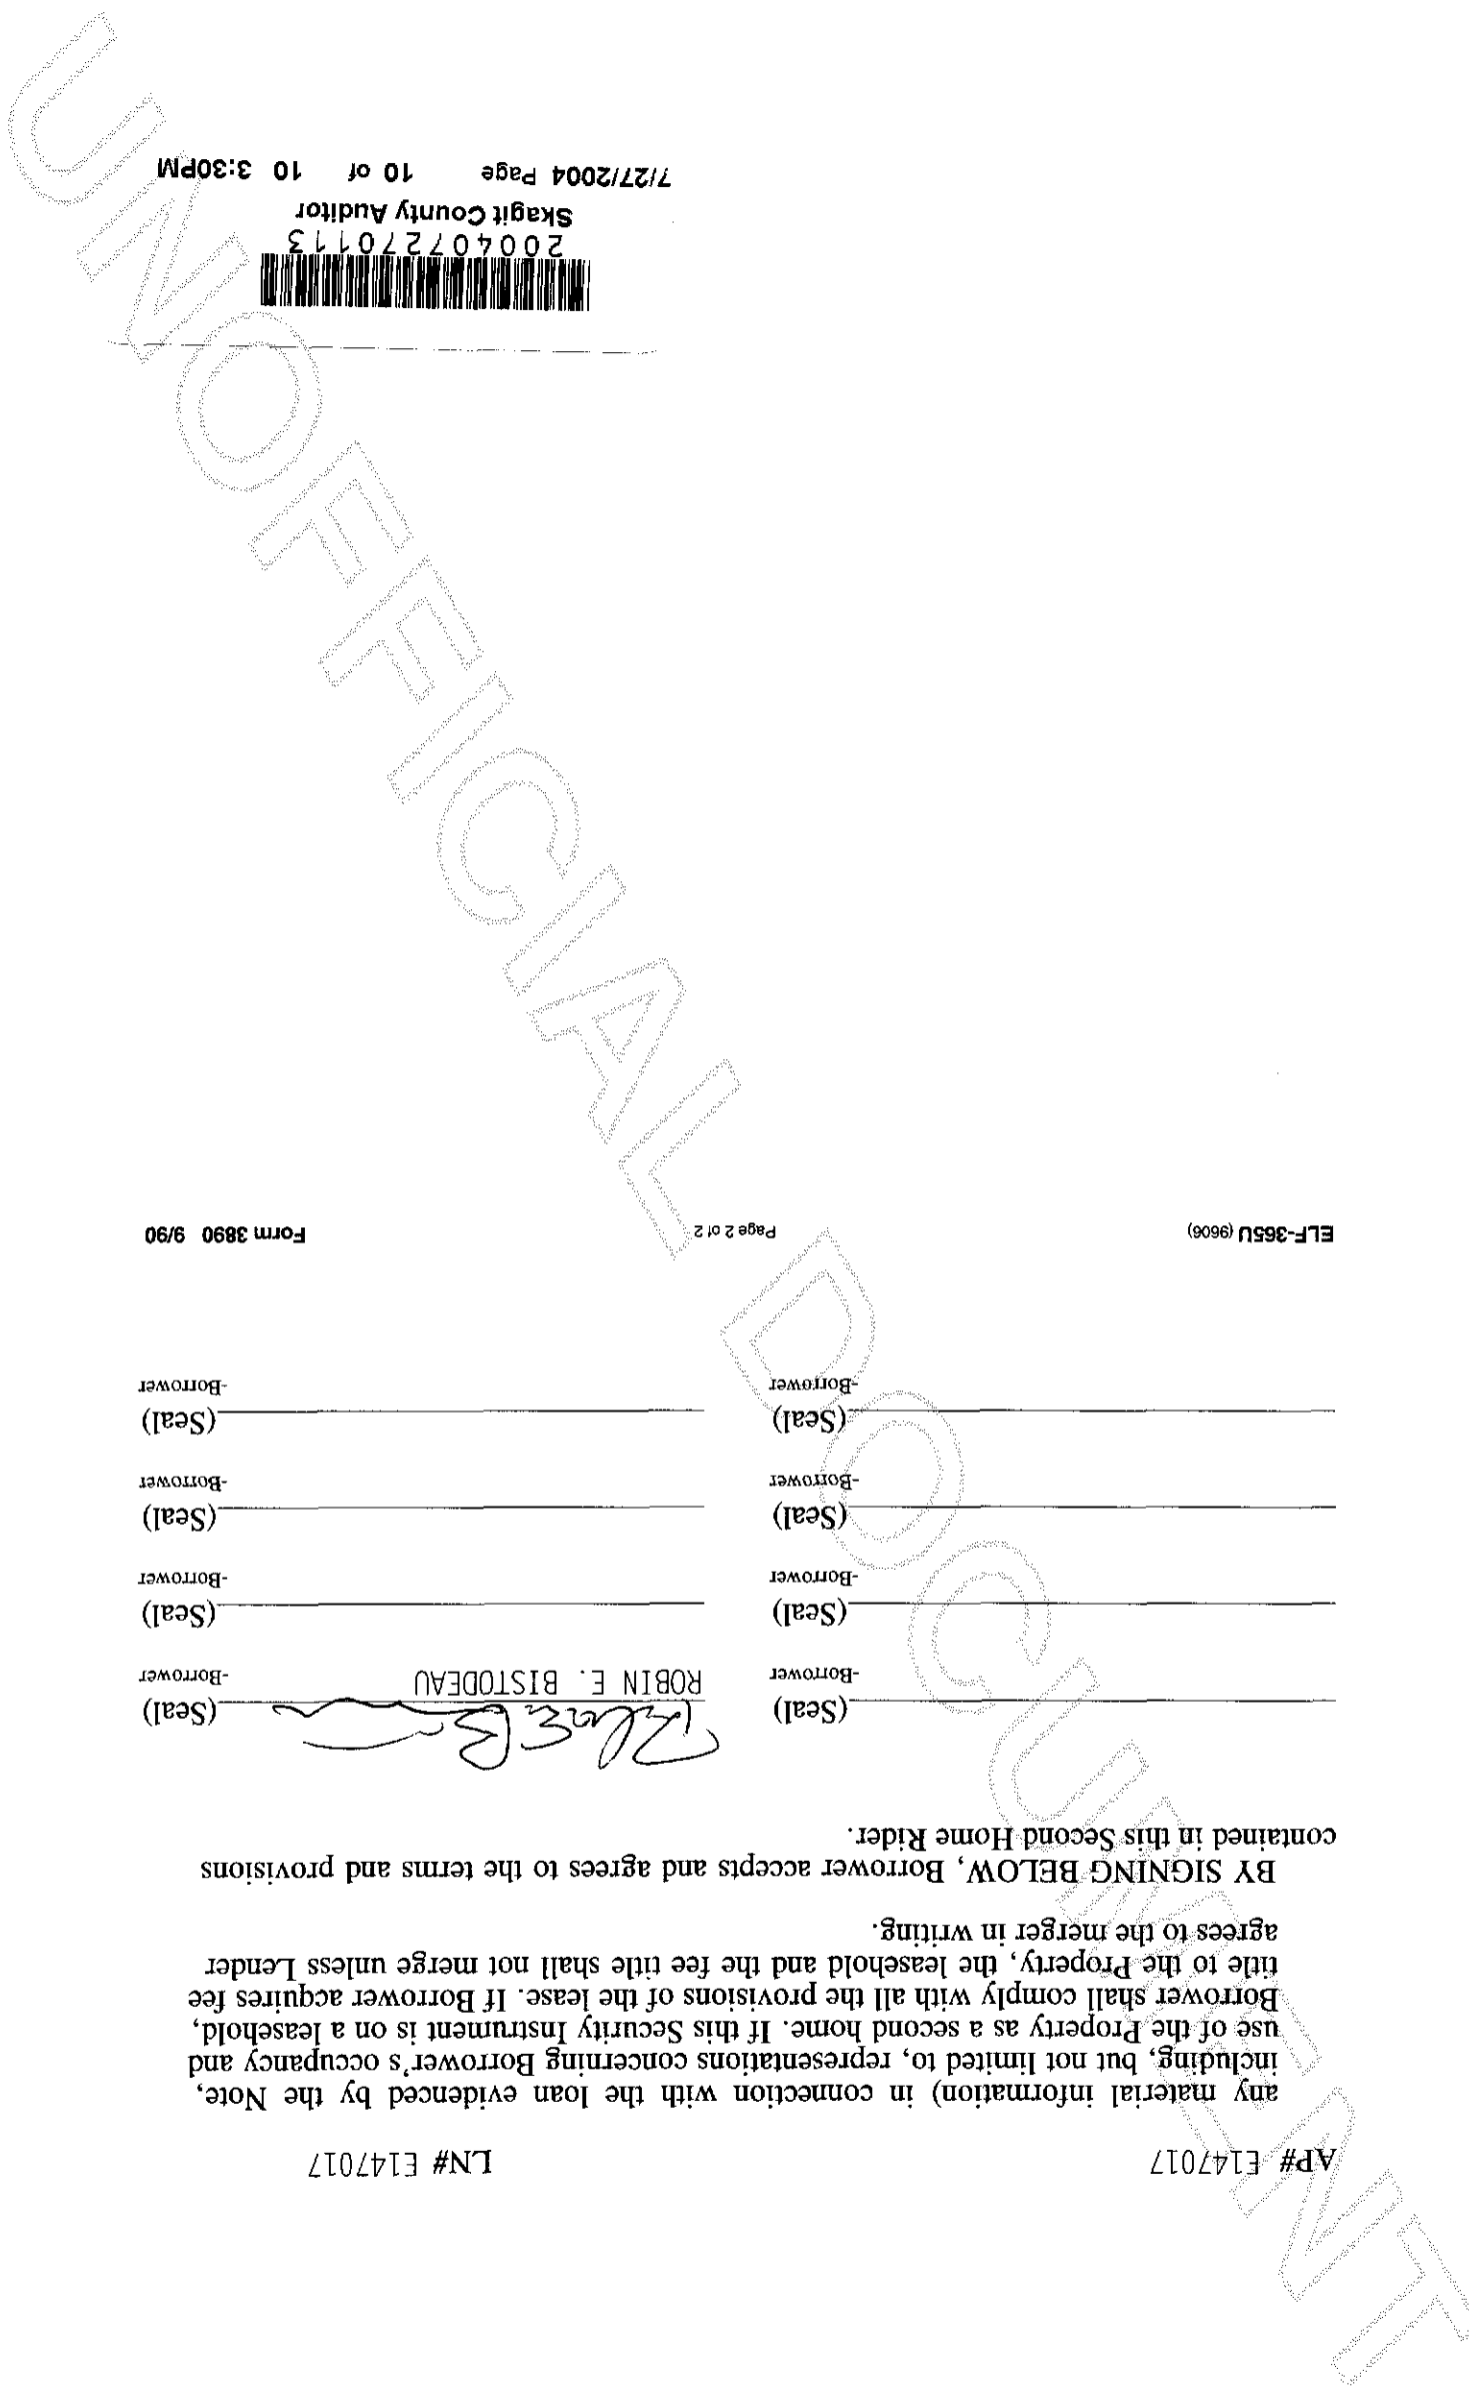 AP# E147017 LN# E147017
any material information) in connection with the loan evidenced by the Note,
including, but not limited to, representations concerning Borrower's occupancy and
use of the Property as a second home. If this Security Instrument is on a leasehold,
Borrower shall comply with all the provisions of the lease. If Borrower acquires fee
title to the Property, the leasehold and the fee title shall not merge unless Lender
agrees to the merger in writing.
BY SIGNING BELOW, Borrower accepts and agrees to the terms and provisions
contained in this Second Home Rider.
(Seal) (Seal)
-Borrower ROBIN E. BISTODEAU -Borrower
(Seal) (Seal)
-Borrower -Borrower
(Seal) (Seal)
-Borrower -Borrower
(Seal) (Seal)
-Borrower -Borrower
ELF-365U (9606) Page 2 of 2 Form 3890 9/90
200407270113
Skagit County Auditor
7/27/2004 Page 10 of 10 3:30PM
UNOFFICIAL DOCUMENT